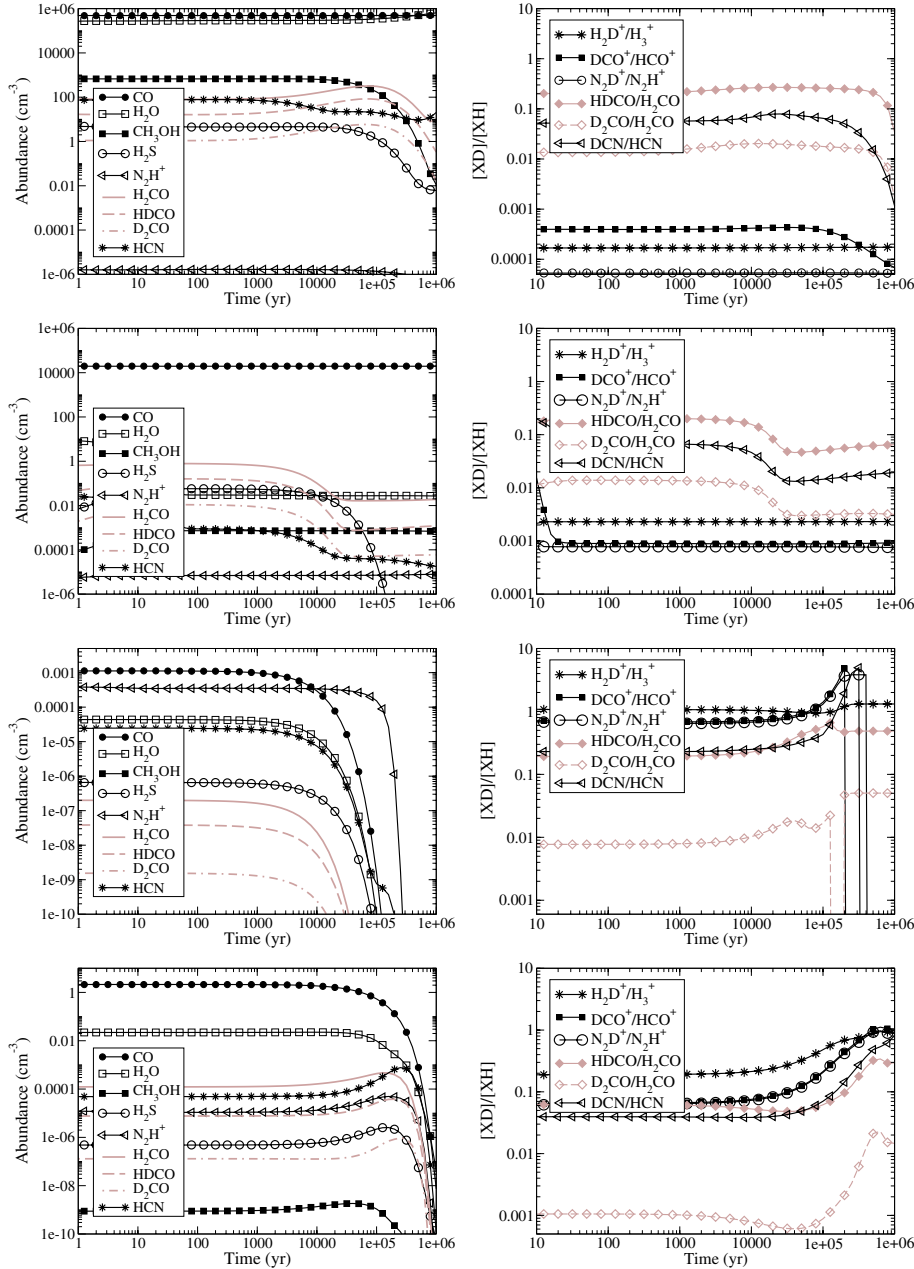 1e+06
10000
100
1
0.01
0.0001
1e-06
Abundance (cm-3)
CO
H2O
CH3OH
H2S
N2H+
H2CO
HDCO
D2CO
HCN
1 10 100 1000 10000 1e+05 1e+06
Time (yr)
10
1
0.1
0.01
0.001
0.0001
[XD]/[XH]
H2D+/H3+
DCO+/HCO+
N2D+/N2H+
HDCO/H2CO
D2CO/H2CO
DCN/HCN
10 100 1000 10000 1e+05 1e+06
Time (yr)
1e+06
10000
100
1
0.01
0.0001
1e-06
Abundance (cm-3)
CO
H2O
CH3OH
H2S
N2H+
H2CO
HDCO
D2CO
HCN
1 10 100 1000 10000 1e+05 1e+06
Time (yr)
10
1
0.1
0.01
0.001
0.0001
[XD]/[XH]
H2D+/H3+
DCO+/HCO+
N2D+/N2H+
HDCO/H2CO
D2CO/H2CO
DCN/HCN
10 100 1000 10000 1e+05 1e+06
Time (yr)
0.001
0.0001
1e-05
1e-06
1e-07
1e-08
1e-09
1e-10
Abundance (cm-3)
CO
H2O
CH3OH
H2S
N2H+
H2CO
HDCO
D2CO
HCN
1 10 100 1000 10000 1e+05 1e+06
Time (yr)
10
1
0.1
0.01
0.001
[XD]/[XH]
H2D+/H3+
DCO+/HCO+
N2D+/N2H+
HDCO/H2CO
D2CO/H2CO
DCN/HCN
10 100 1000 10000 1e+05 1e+06
Time (yr)
1
0.01
0.0001
1e-06
1e-08
1e-10
Abundance (cm-3)
CO
H2O
CH3OH
H2S
N2H+
H2CO
HDCO
D2CO
HCN
1 10 100 1000 10000 1e+05 1e+06
Time (yr)
10
1
0.1
0.01
0.001
[XD]/[XH]
H2D+/H3+
DCO+/HCO+
N2D+/N2H+
HDCO/H2CO
D2CO/H2CO
DCN/HCN
10 100 1000 10000 1e+05 1e+06
Time (yr)